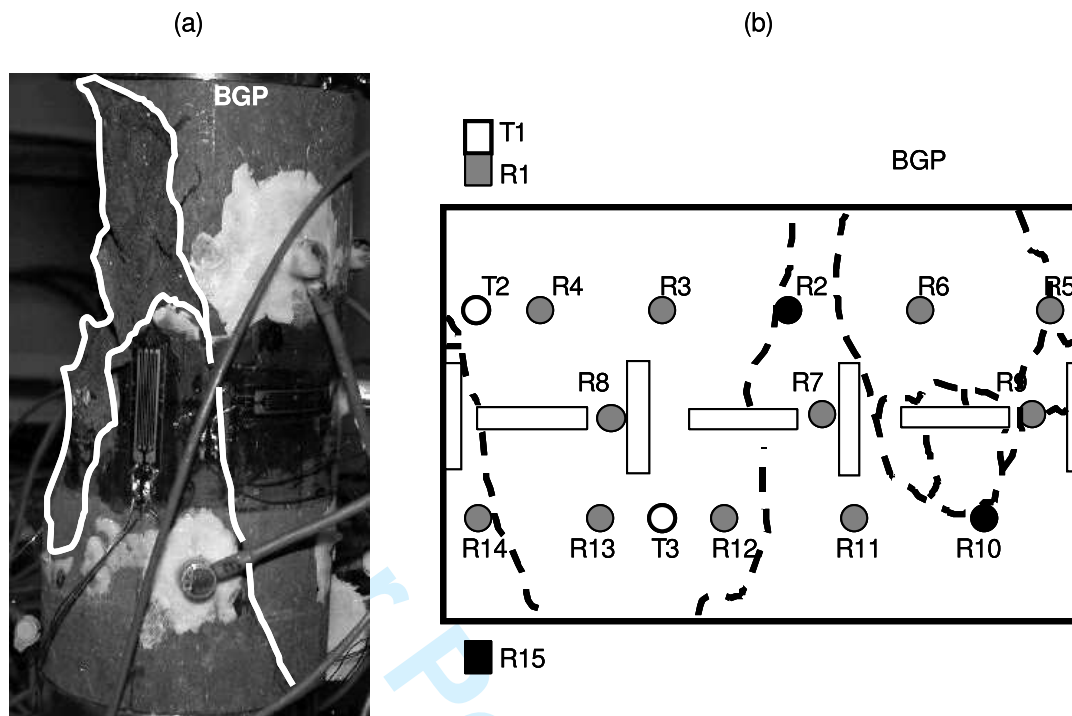 (a)
(b)
BGP
T1
R1
BGP
T2 R4 R3 R2 R6 R5
R8 R7 R9
R14 R13 T3 R12 R11 R10
R15
r P